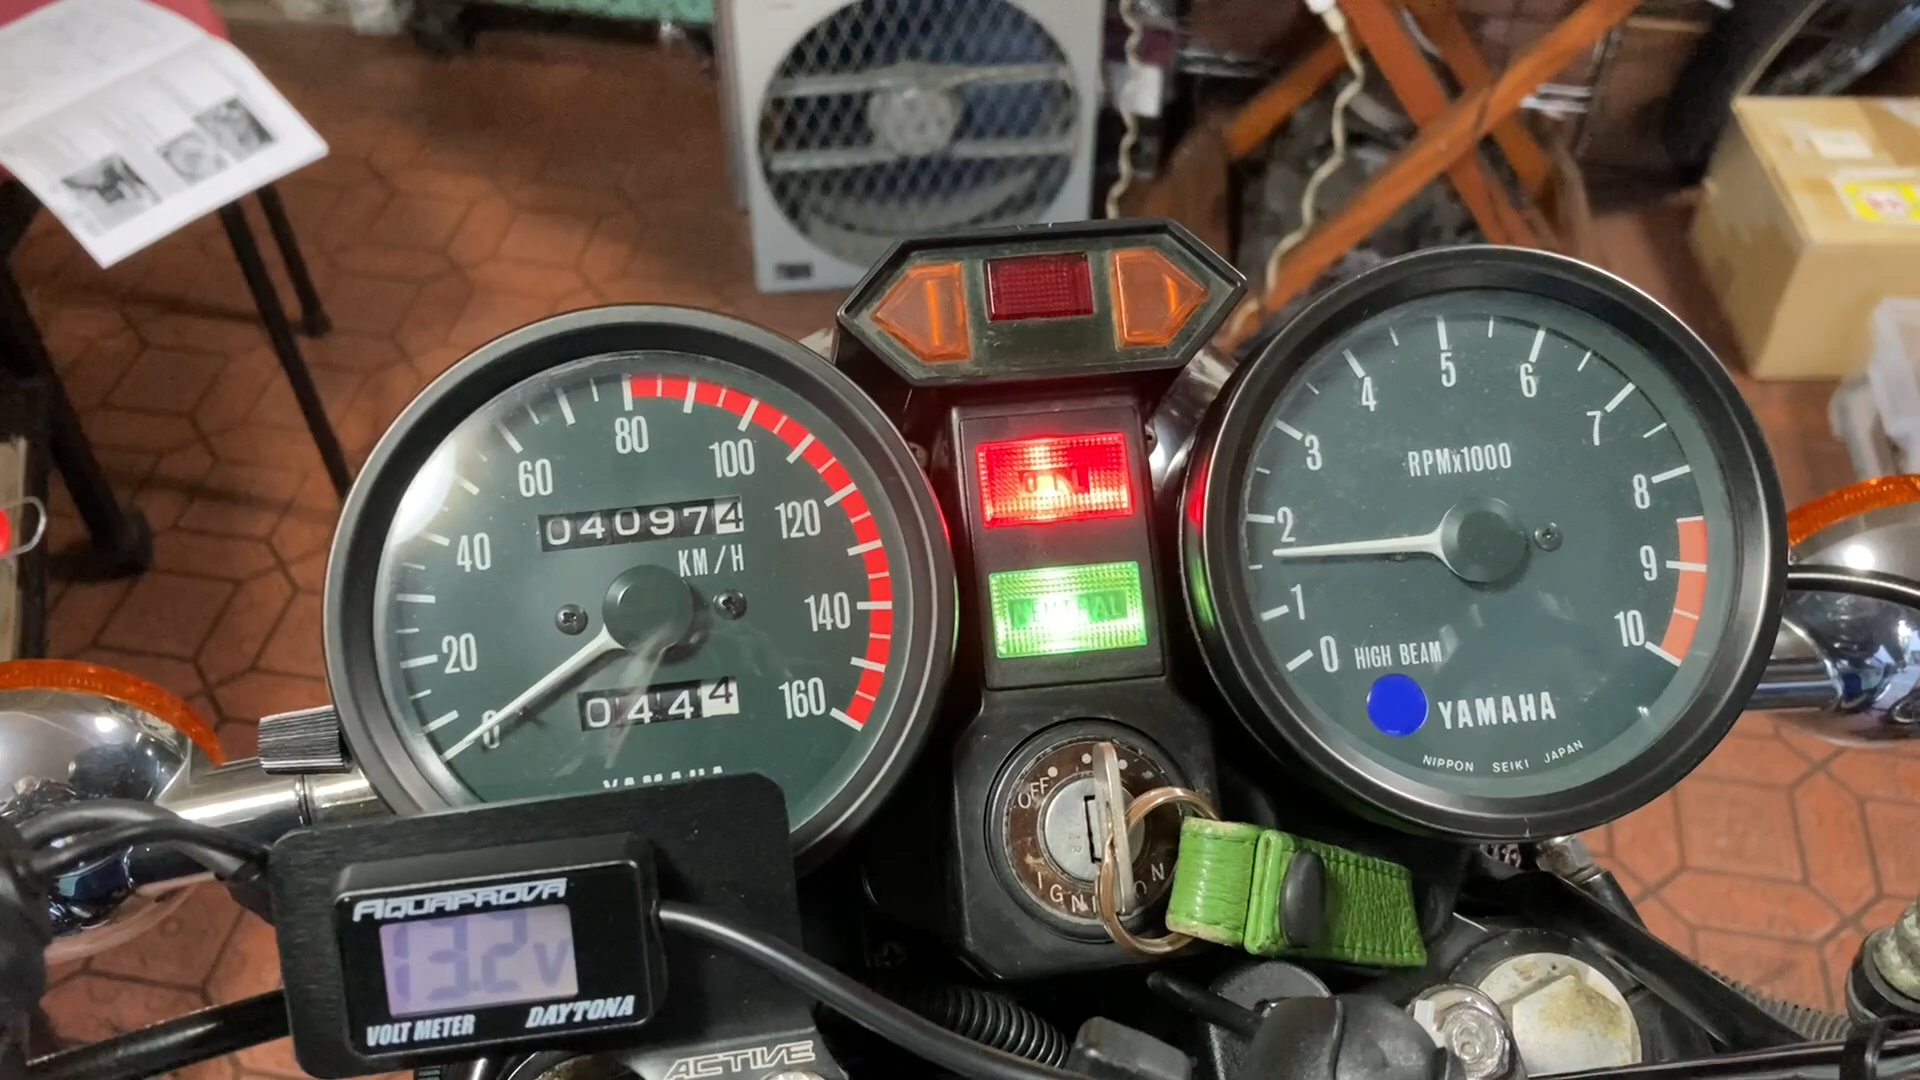 80
100
60
120
040974
40
KM/H
140
20
0444
160
0
YAMAHA
OIL
NEUTRAL
5
6
4
7
3
RPMx1000
8
2
9
1
10
0
HIGH BEAM
YAMAHA
NIPPON SEIKI JAPAN
OFF
ON
IGNITION
AQUAPROVA
13.2V
VOLT METER
DAYTONA
ACTIVE